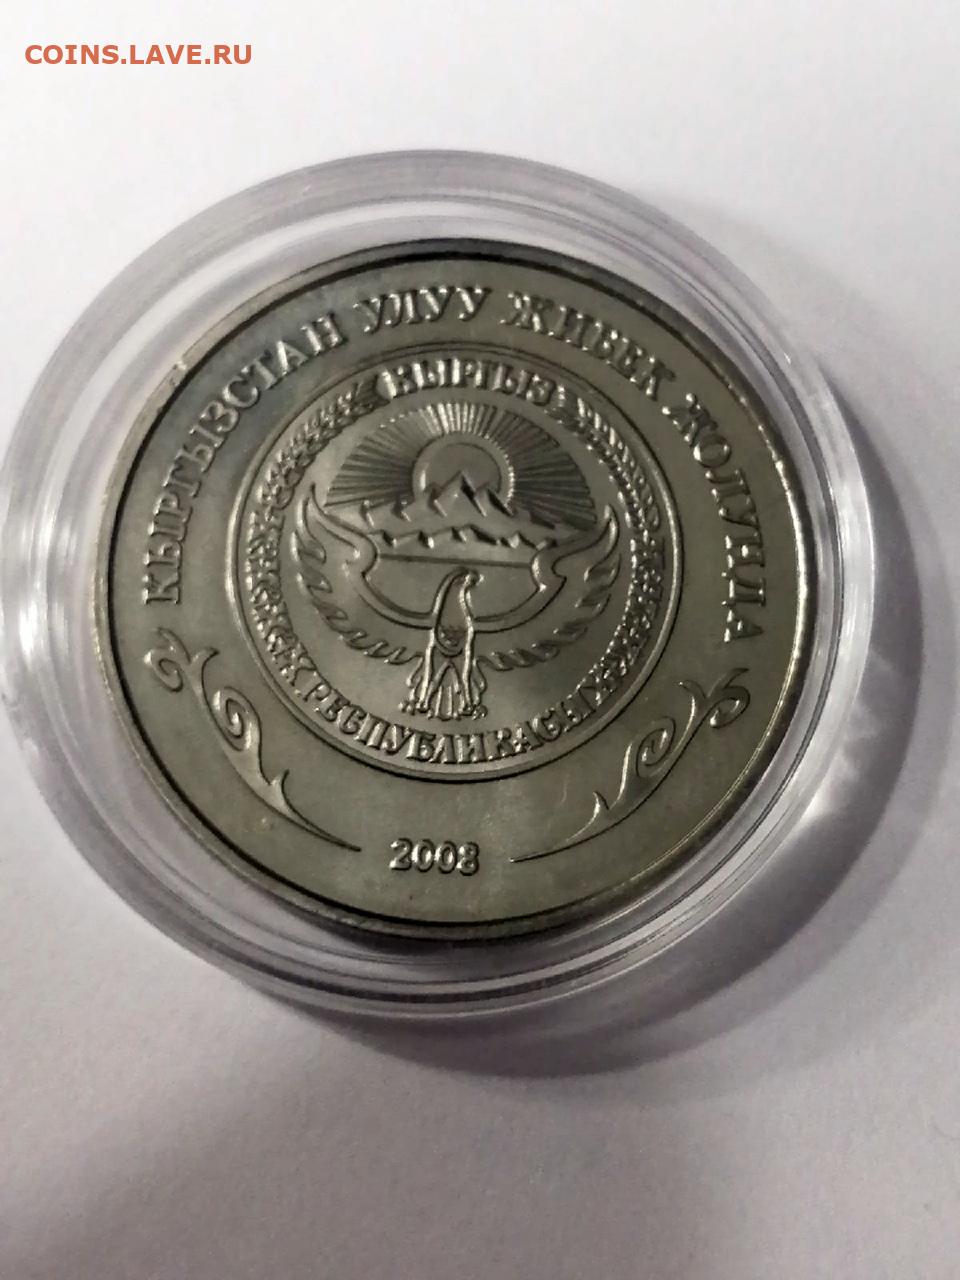 COINS.LAVE.RU
КЫРГЫЗСТАН УЛУУ ЖИБЕК ЖОЛУНДА
КЫРГЫЗ
РЕСПУБЛИКАСЫ
2008